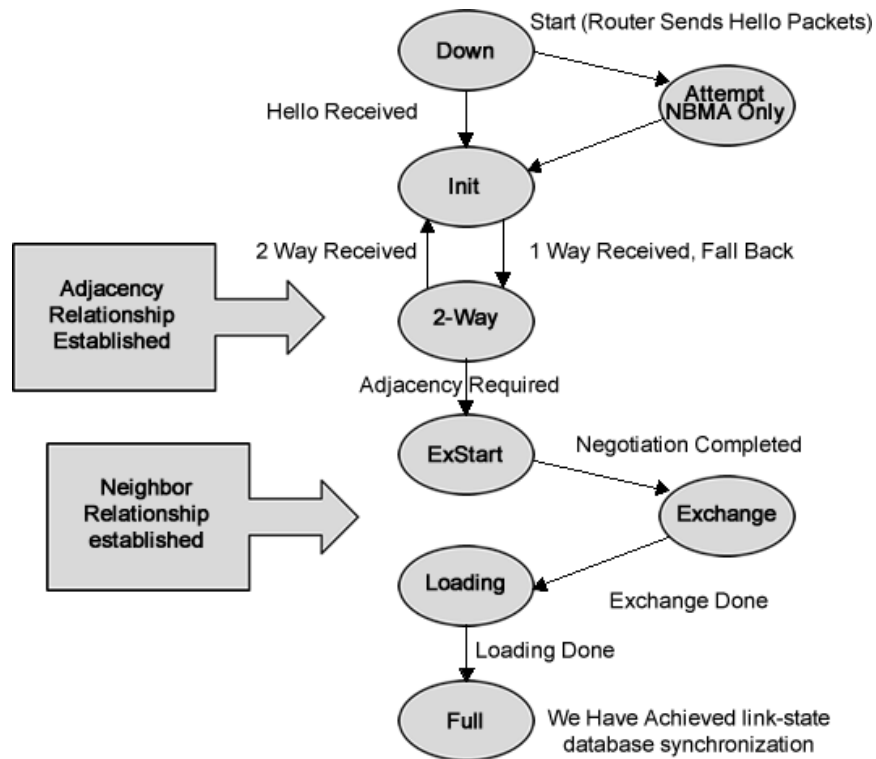 Start (Router Sends Hello Packets)
Down
Attempt
NBMA Only
Hello Received
Init
2 Way Received
1 Way Received, Fall Back
Adjacency
Relationship
Established
2-Way
Adjacency Required
ExStart
Negotiation Completed
Neighbor
Relationship
established
Exchange
Loading
Exchange Done
Loading Done
Full
We Have Achieved link-state
database synchronization